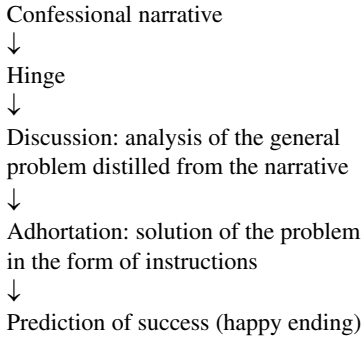 Confessional narrative
↓
Hinge
↓
Discussion: analysis of the general
problem distilled from the narrative
↓
Adhortation: solution of the problem
in the form of instructions
↓
Prediction of success (happy ending)